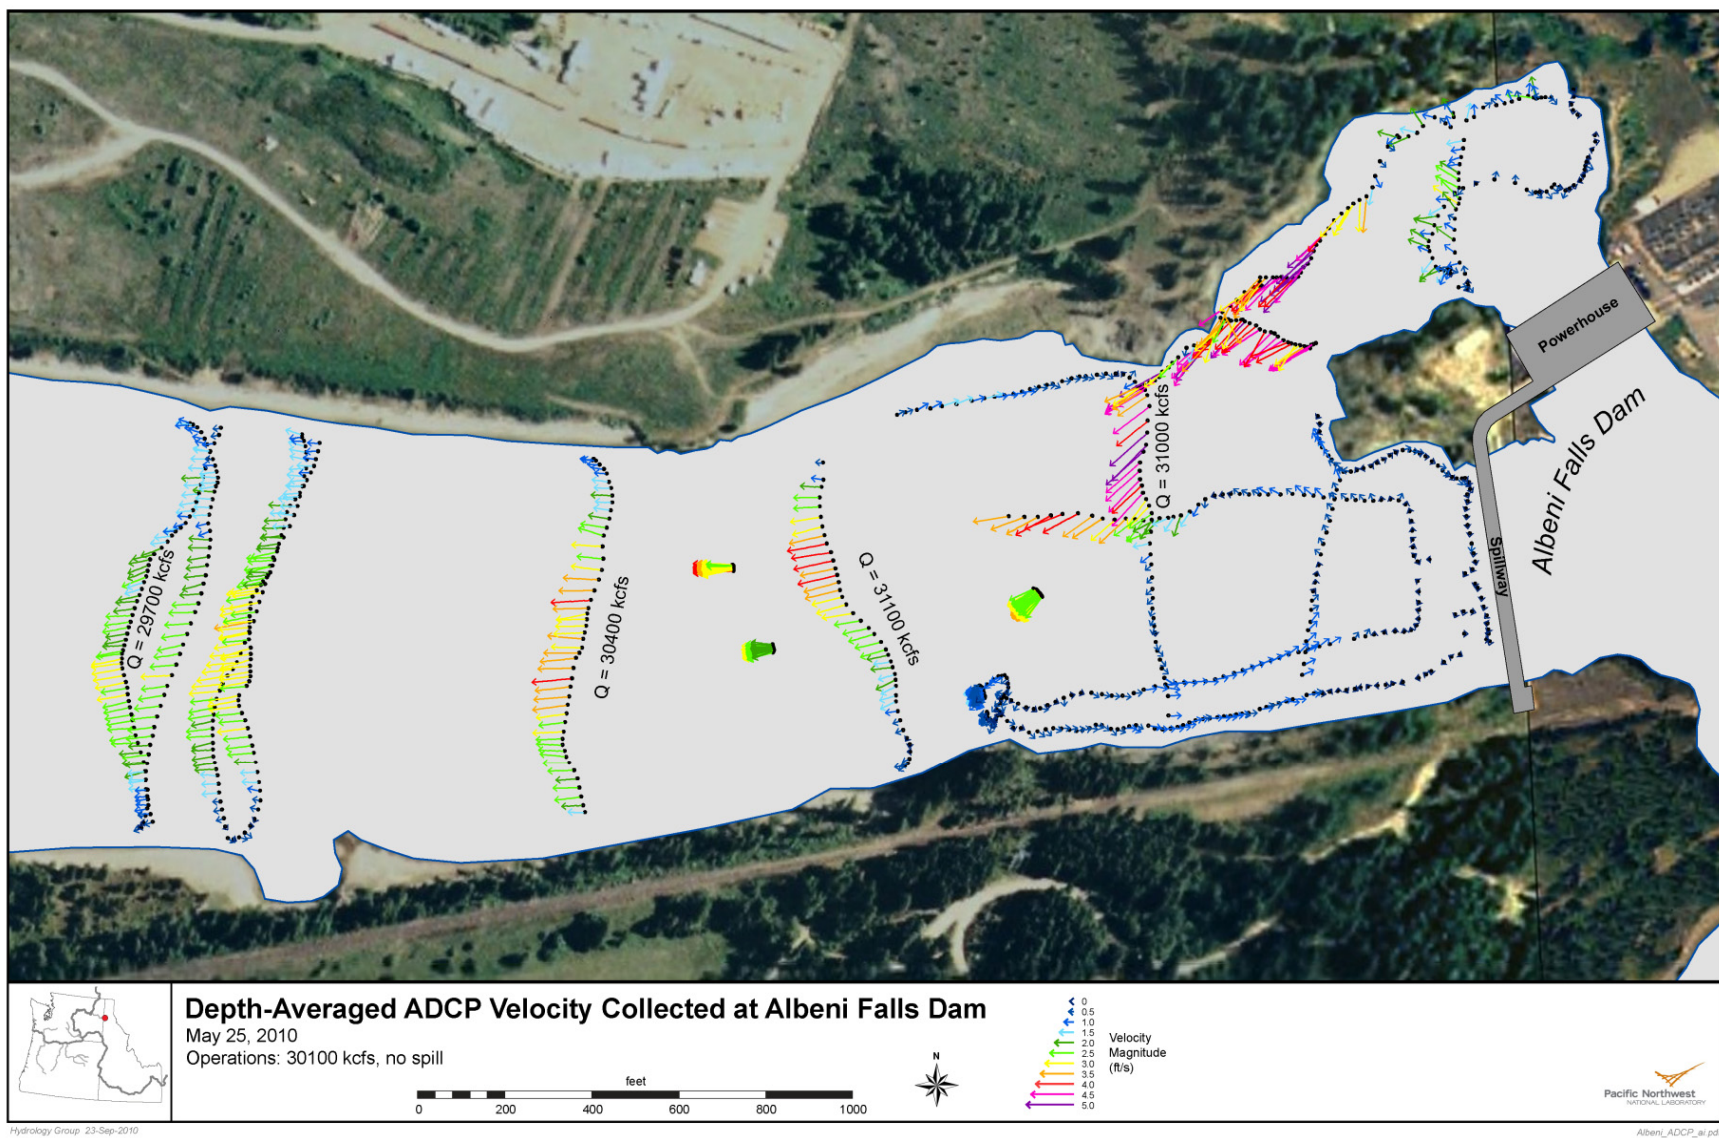 Powerhouse
Albeni Falls Dam
Spillway
Q = 31000 kcfs
Q = 31100 kcfs
Q = 30400 kcfs
Q = 29700 kcfs
Depth-Averaged ADCP Velocity Collected at Albeni Falls Dam
May 25, 2010
Operations: 30100 kcfs, no spill
feet
0 200 400 600 800 1000
N
0
0.5
1.0
1.5
2.0
2.5
3.0
3.5
4.0
4.5
5.0
Velocity
Magnitude
(ft/s)
Pacific Northwest
NATIONAL LABORATORY
Hydrology Group 23-Sep-2010
Albeni_ADCP_ai.pd